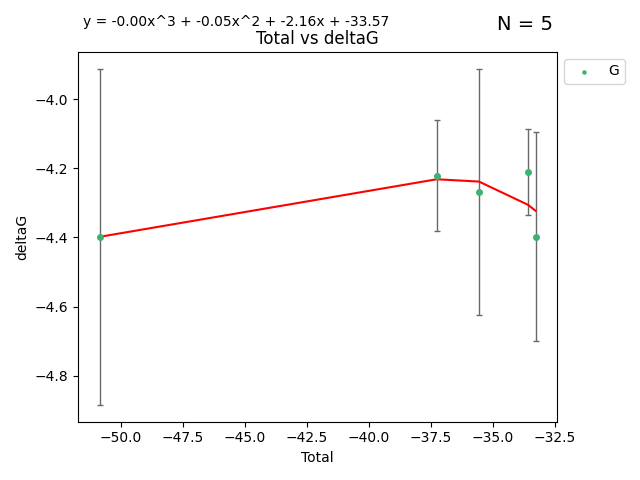 y = -0.00x^3 + -0.05x^2 + -2.16x + -33.57
N = 5
Total vs deltaG
G
−4.0
−4.2
−4.4
−4.6
−4.8
deltaG
−50.0 −47.5 −45.0 −42.5 −40.0 −37.5 −35.0 −32.5
Total